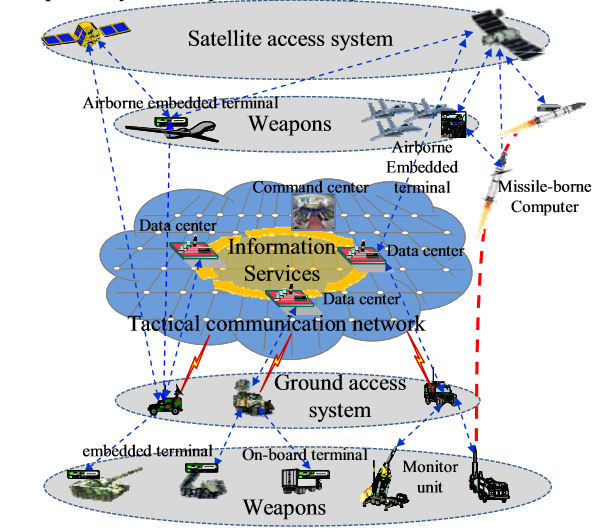 Satellite access system
Airborne embedded terminal
Weapons
Airborne
Embedded
terminal
Missile-borne
Computer
Command center
Data center
Information
Services
Data center
Data center
Tactical communication network
Ground access
system
embedded terminal
On-board terminal
Monitor
unit
Weapons